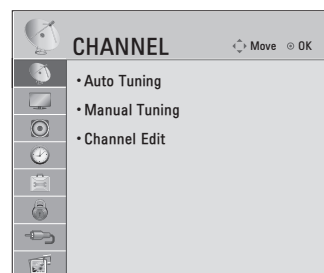 CHANNEL Move OK
• Auto Tuning
• Manual Tuning
• Channel Edit